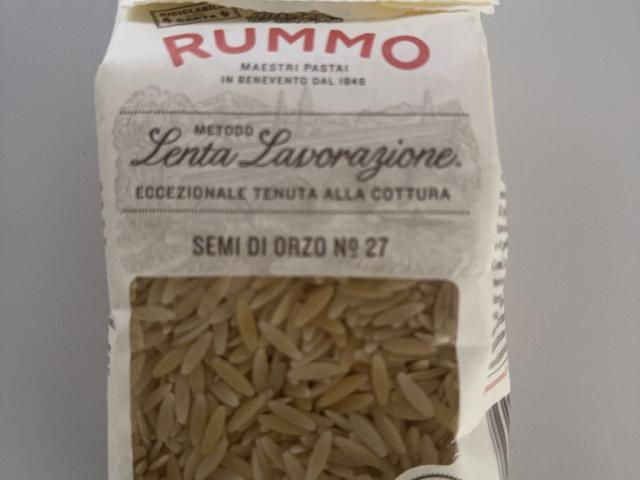 RICICLABILE
RUMMO
MAESTRI PASTAI
IN BENEVENTO DAL 1846
METODO
Lenta Lavorazione.
ECCEZIONALE TENUTA ALLA COTTURA
SEMI DI ORZO Nº 27